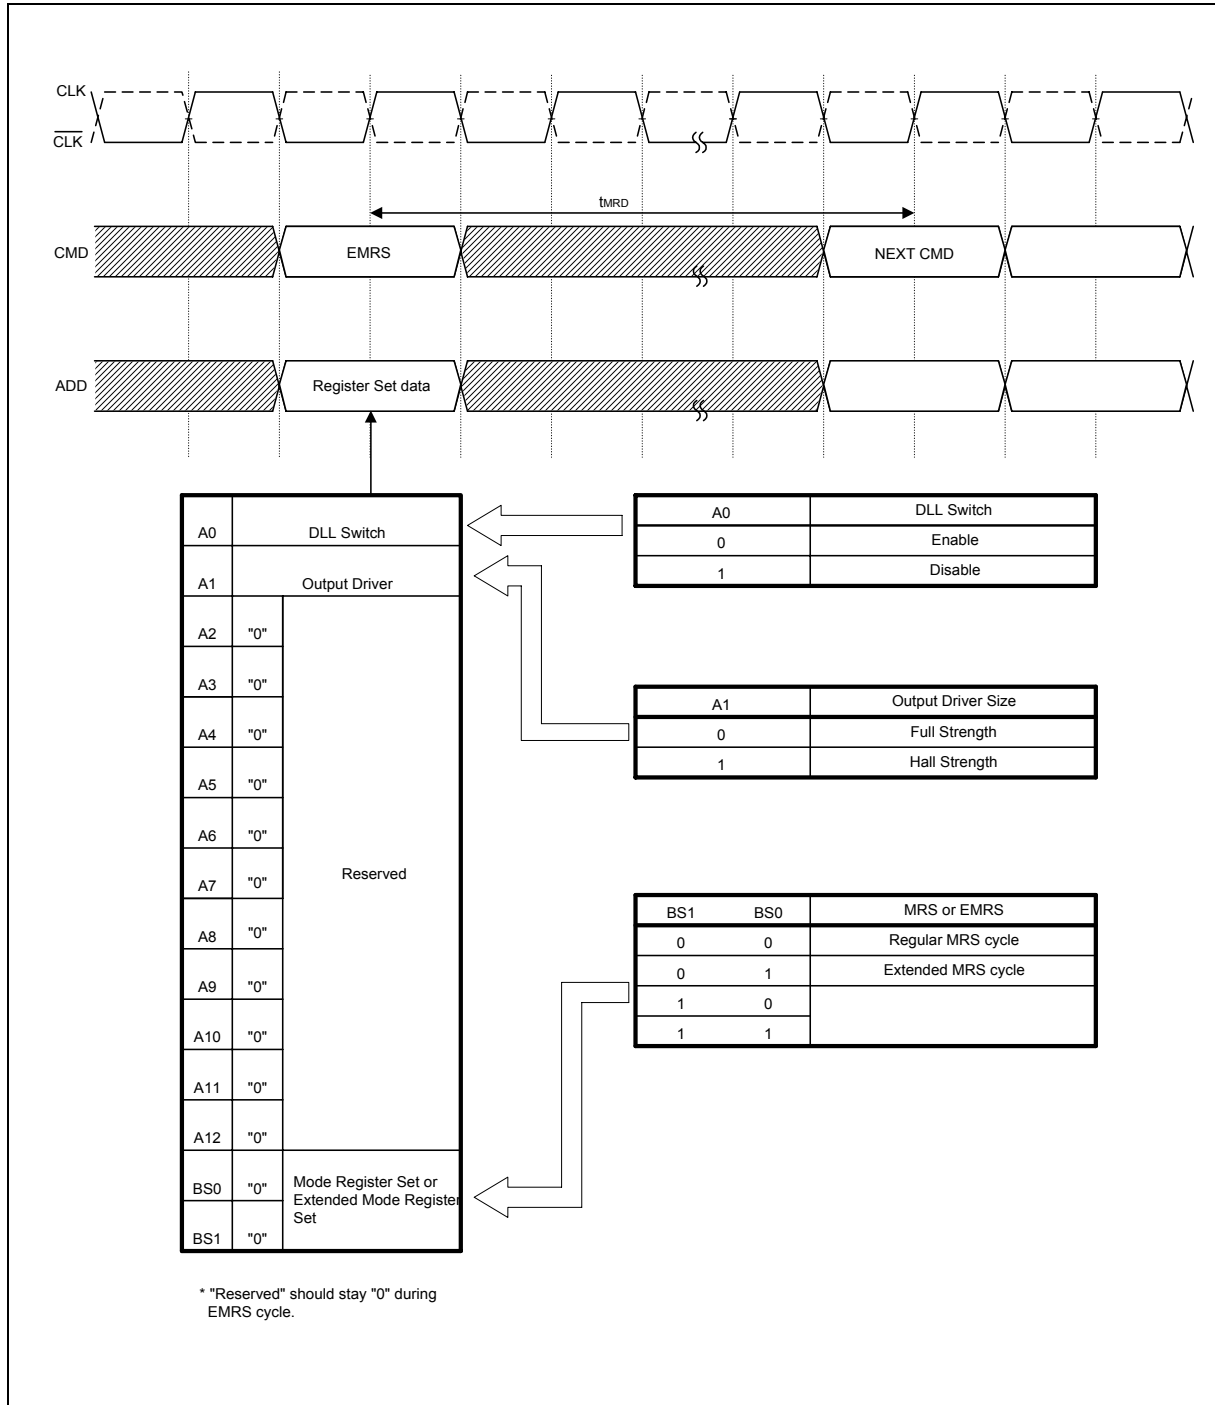 CLK
CLK
tMRD
CMD
EMRS
NEXT CMD
ADD
Register Set data
A0 DLL Switch
A1 Output Driver
A2 "0"
A3 "0"
A4 "0"
A5 "0"
A6 "0"
A7 "0"
Reserved
A8 "0"
A9 "0"
A10 "0"
A11 "0"
A12 "0"
BS0 "0"
BS1 "0"
Mode Register Set or
Extended Mode Register
Set
A0 DLL Switch
0 Enable
1 Disable
A1 Output Driver Size
0 Full Strength
1 Hall Strength
BS1 BS0 MRS or EMRS
0 0 Regular MRS cycle
0 1 Extended MRS cycle
1 0
1 1
* "Reserved" should stay "0" during
EMRS cycle.